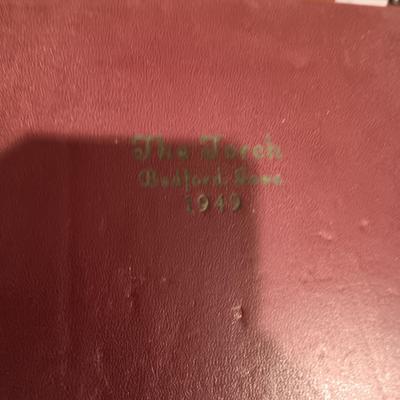 The Torch
Bedford, Iowa
1949